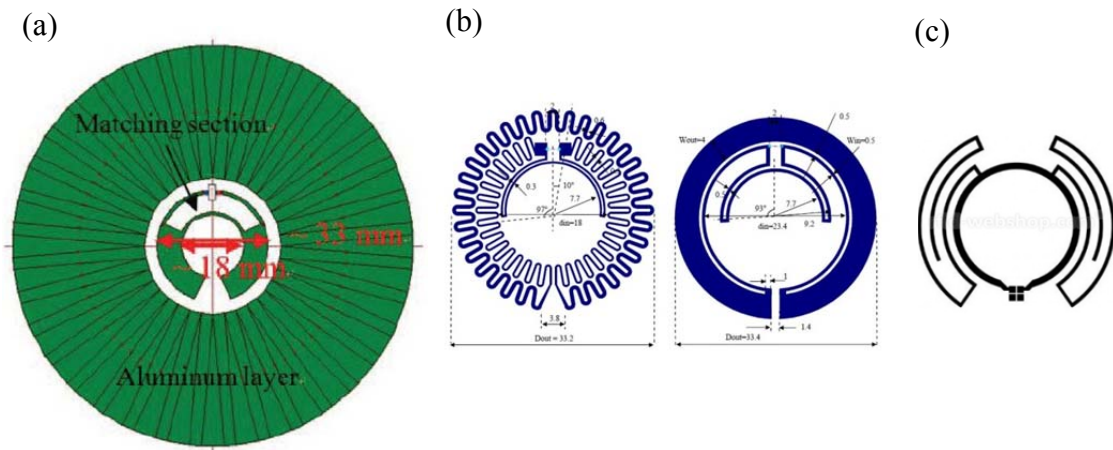 (a)
(b)
(c)
Matching section
~ 33 mm
~ 18 mm
Aluminum layer
2
0.6
0.3
10°
7.7
97°
din=18
3.8
Dout = 33.2
2
0.5
Wout=4
Win=0.5
0.5
93°
7.7
din=23.4
9.2
1
1.4
Dout=33.4